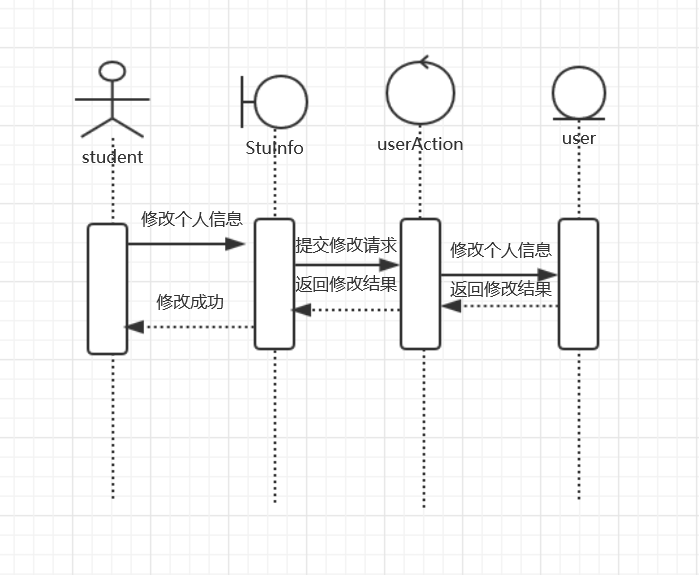 student
StuInfo
userAction
user
修改个人信息
提交修改请求
修改个人信息
返回修改结果
返回修改结果
修改成功